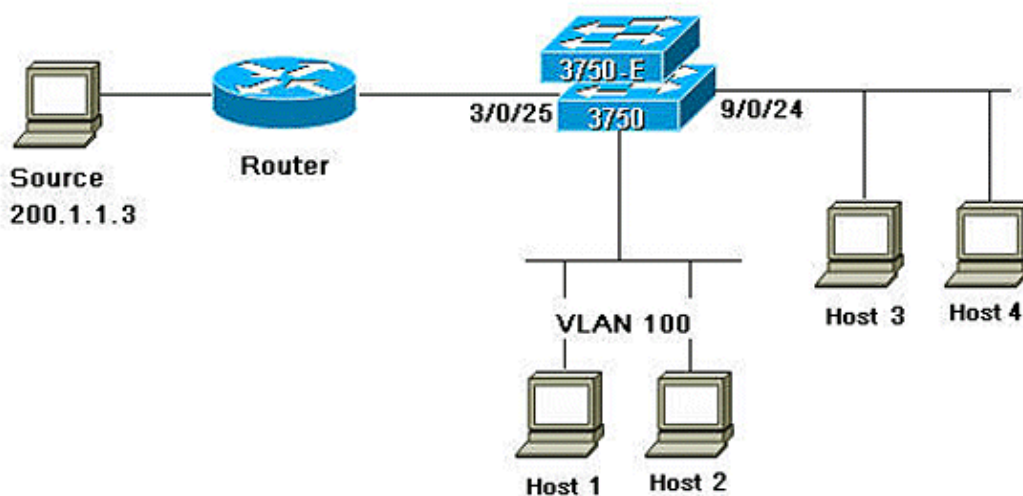 3750-E
3750
3/0/25
9/0/24
Router
Source
200.1.1.3
VLAN 100
Host 3
Host 4
Host 1
Host 2